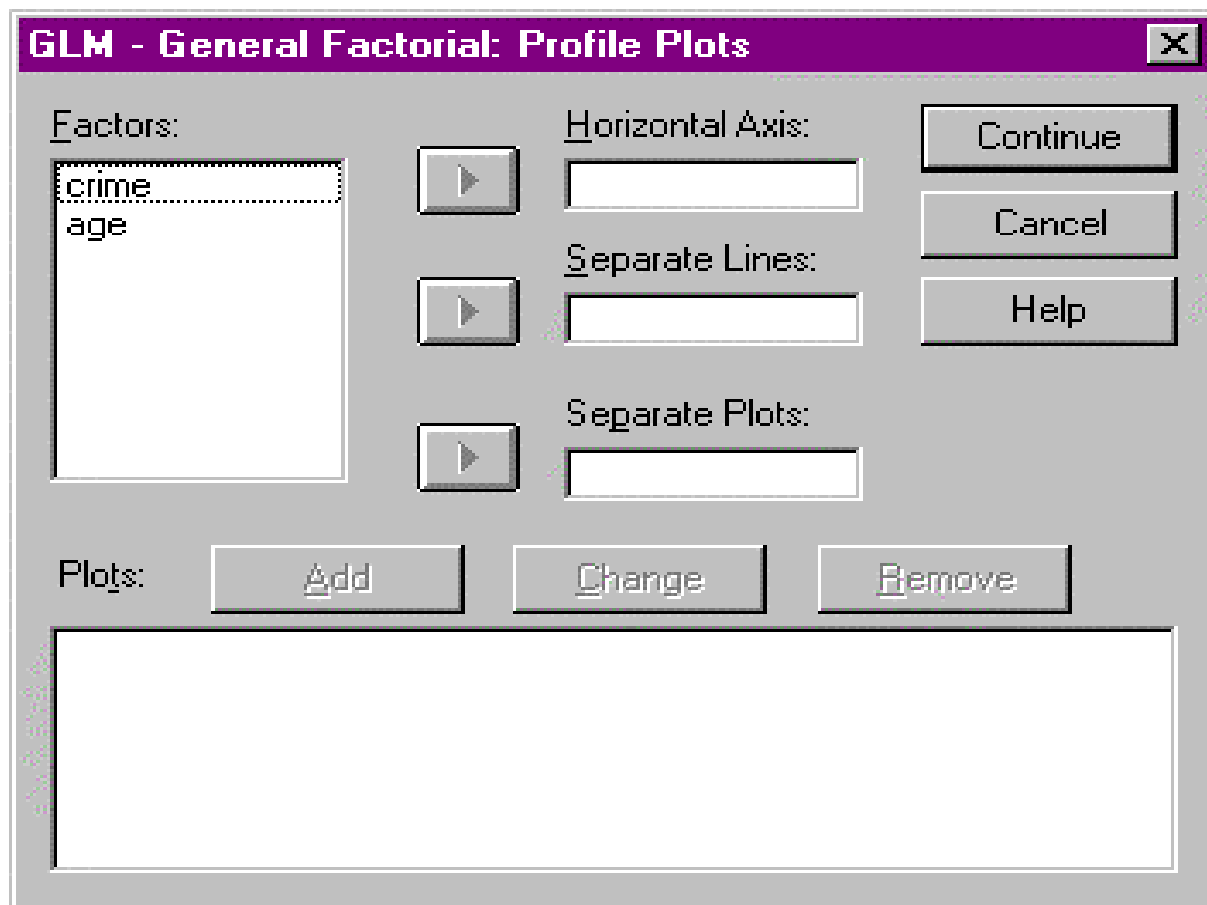 GLM - General Factorial: Profile Plots
Factors:
crime
age
Horizontal Axis:
Separate Lines:
Separate Plots:
Continue
Cancel
Help
Plots:
Add
Change
Remove